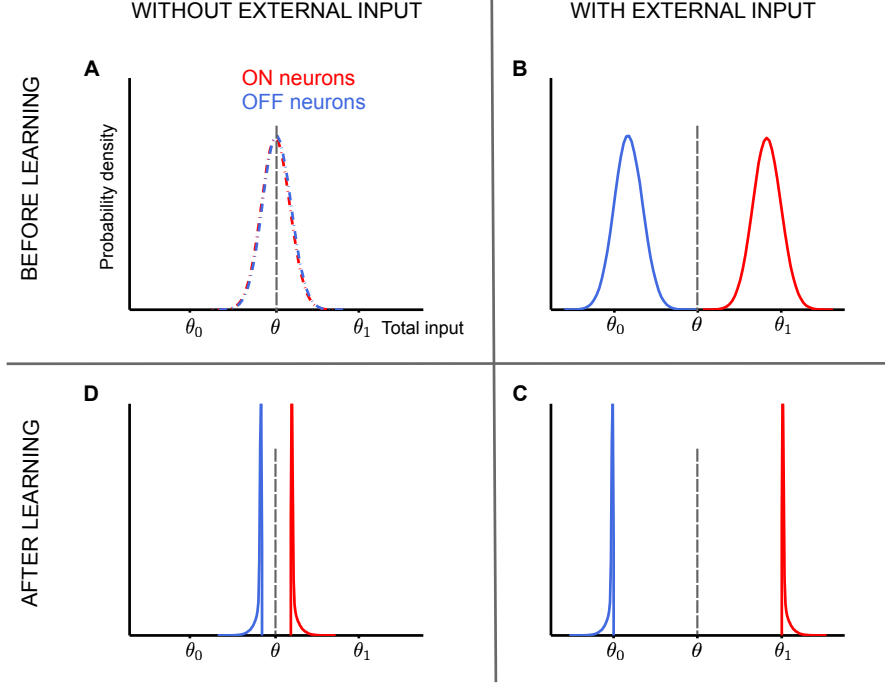 WITHOUT EXTERNAL INPUT
WITH EXTERNAL INPUT
BEFORE LEARNING
A
ON neurons
OFF neurons
Probability density
θ₀ θ θ₁ Total input
B
θ₀ θ θ₁
AFTER LEARNING
D
θ₀ θ θ₁
C
θ₀ θ θ₁